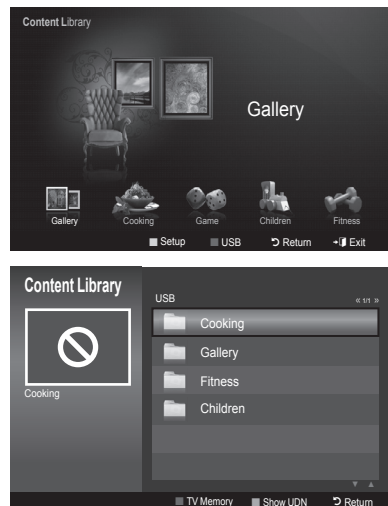 Content Library
Gallery
Gallery Cooking Game Children Fitness
Setup USB Return Exit
Content Library
USB 1/1
Cooking
Gallery
Fitness
Children
Cooking
TV Memory Show UDN Return